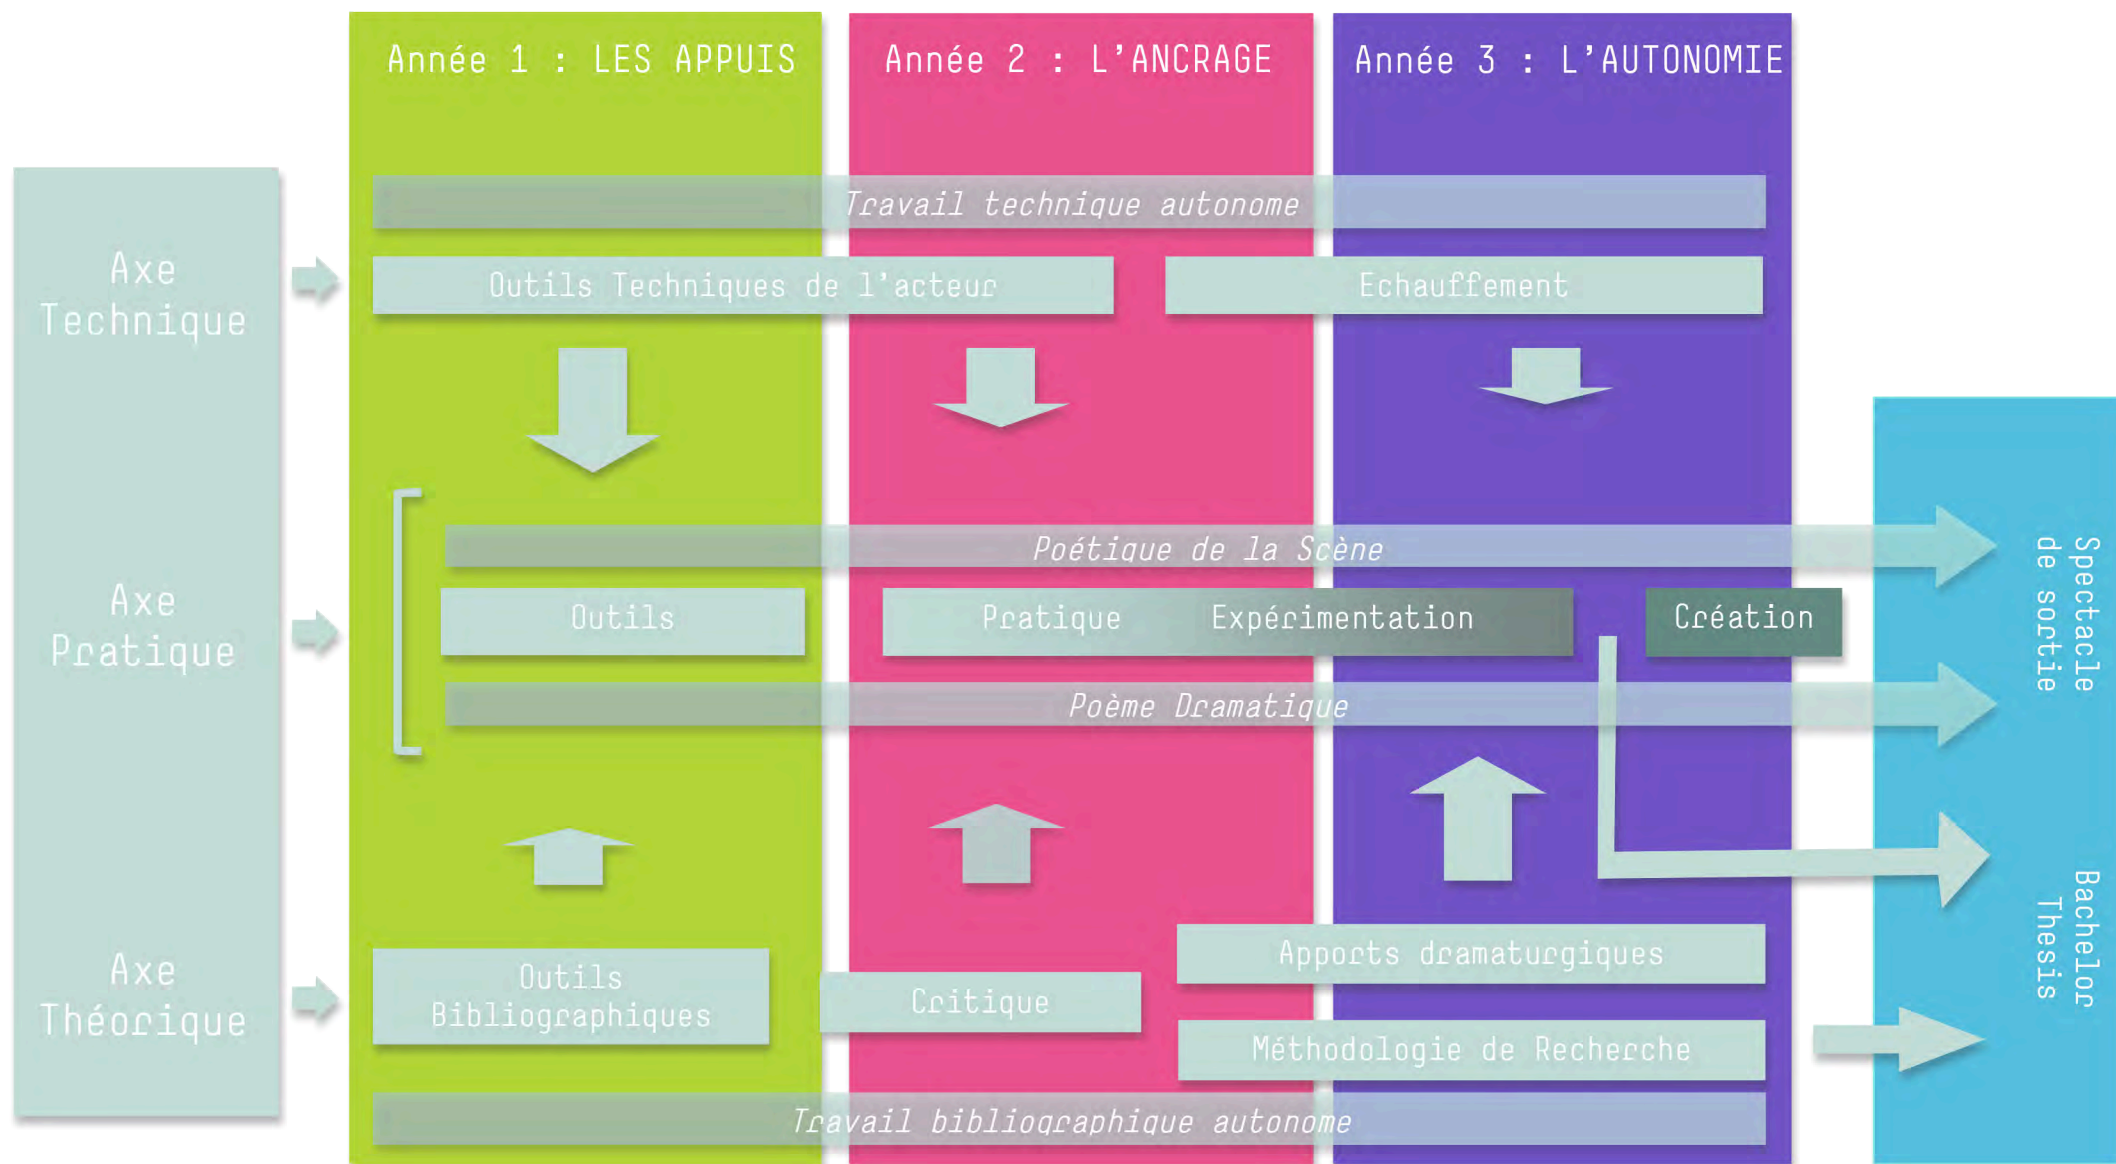 Année 1 : LES APPUIS
Année 2 : L'ANCRAGE
Année 3 : L'AUTONOMIE
Travail technique autonome
Axe
Technique
Outils Techniques de l'acteur
Echauffement
Poétique de la Scène
Axe
Pratique
Outils
Pratique
Expérimentation
Création
Poème Dramatique
Spectacle
de sortie
Axe
Théorique
Outils
Bibliographiques
Critique
Apports dramaturgiques
Méthodologie de Recherche
Bachelor
Thesis
Travail bibliographique autonome